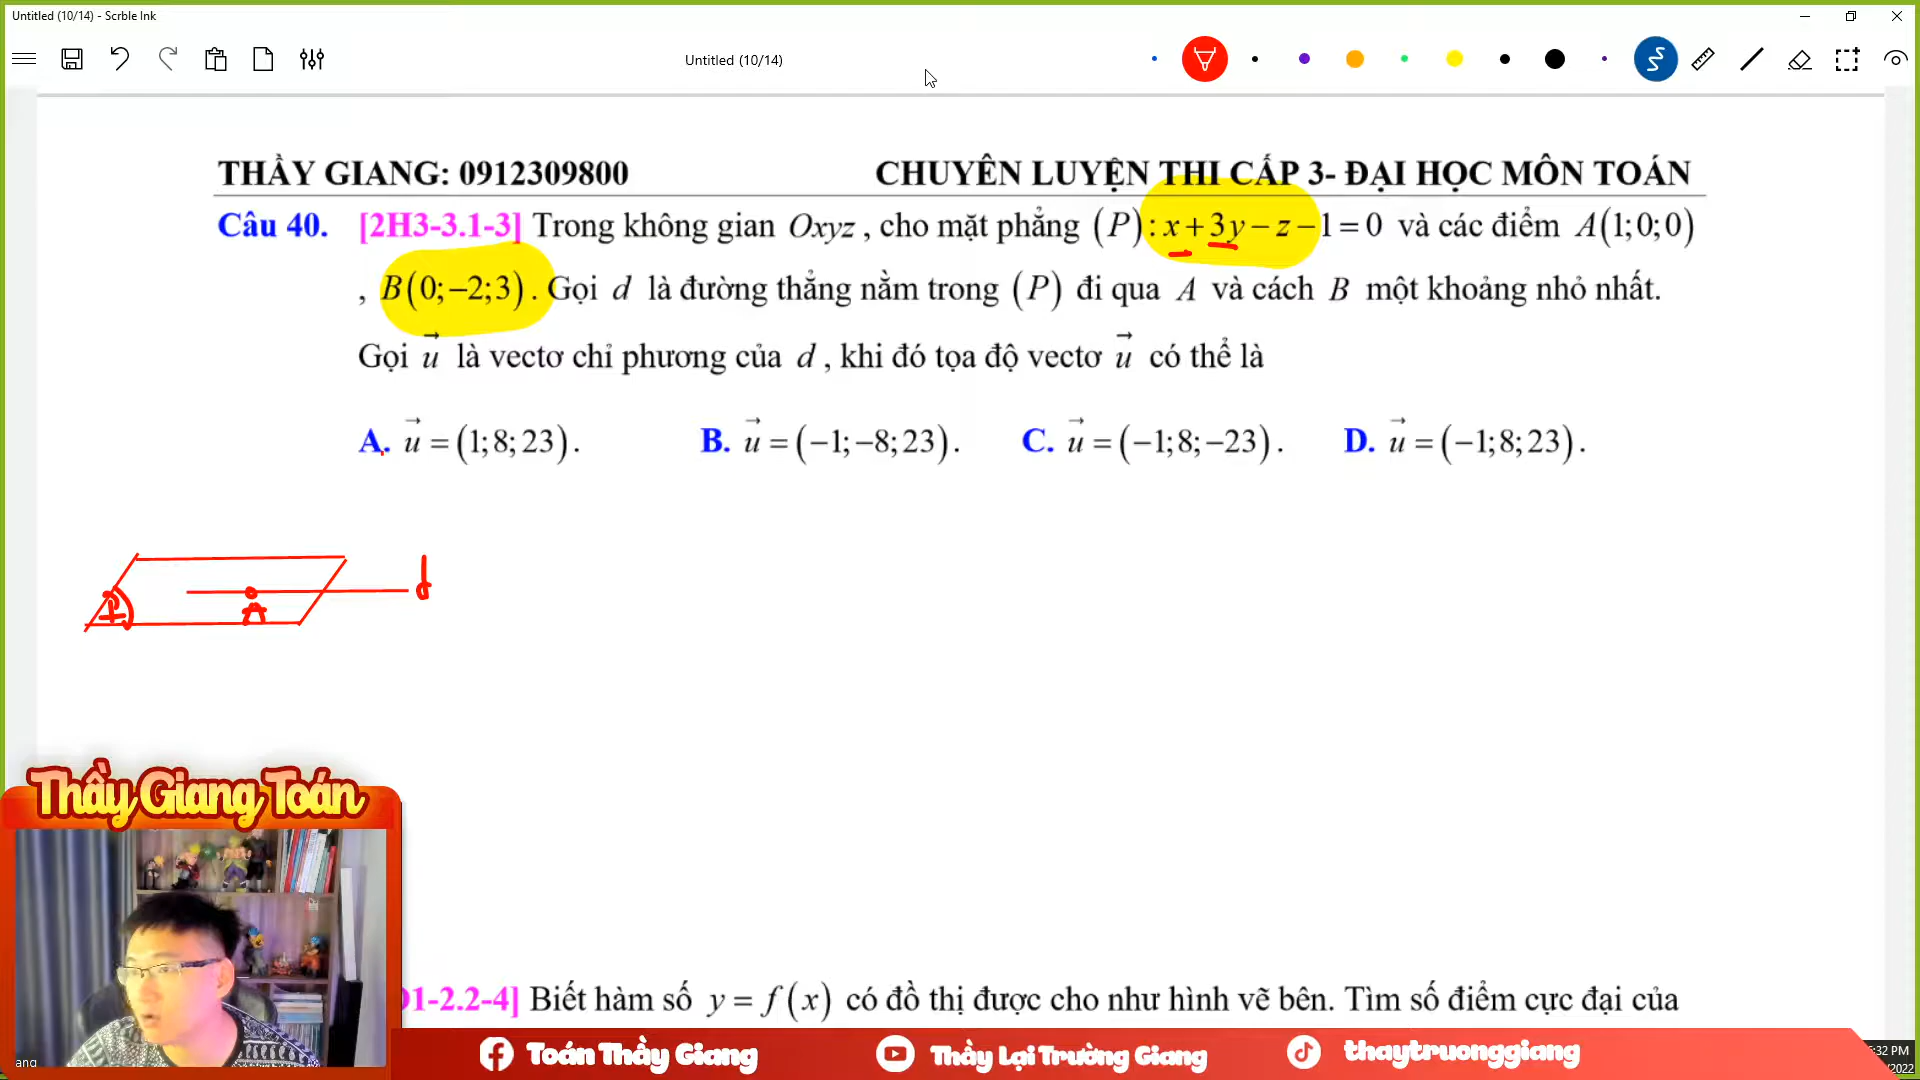 Untitled (10/14) - Scrble Ink
Untitled (10/14)
THẦY GIANG: 0912309800 CHUYÊN LUYỆN THI CẤP 3- ĐẠI HỌC MÔN TOÁN
Câu 40. [2H3-3.1-3] Trong không gian Oxyz , cho mặt phẳng (P): x+3y−z−1=0 và các điểm A(1;0;0)
, B(0;−2;3). Gọi d là đường thẳng nằm trong (P) đi qua A và cách B một khoảng nhỏ nhất.
Gọi u⃗ là vectơ chỉ phương của d , khi đó tọa độ vectơ u⃗ có thể là
A. u⃗ = (1;8;23). B. u⃗ = (−1;−8;23). C. u⃗ = (−1;8;−23). D. u⃗ = (−1;8;23).
d
P
A
Thầy Giang Toán
1-2.2-4] Biết hàm số y = f(x) có đồ thị được cho như hình vẽ bên. Tìm số điểm cực đại của
ang
Toán Thầy Giang Thầy Lại Trường Giang thaytruonggiang
:32 PM
/2022